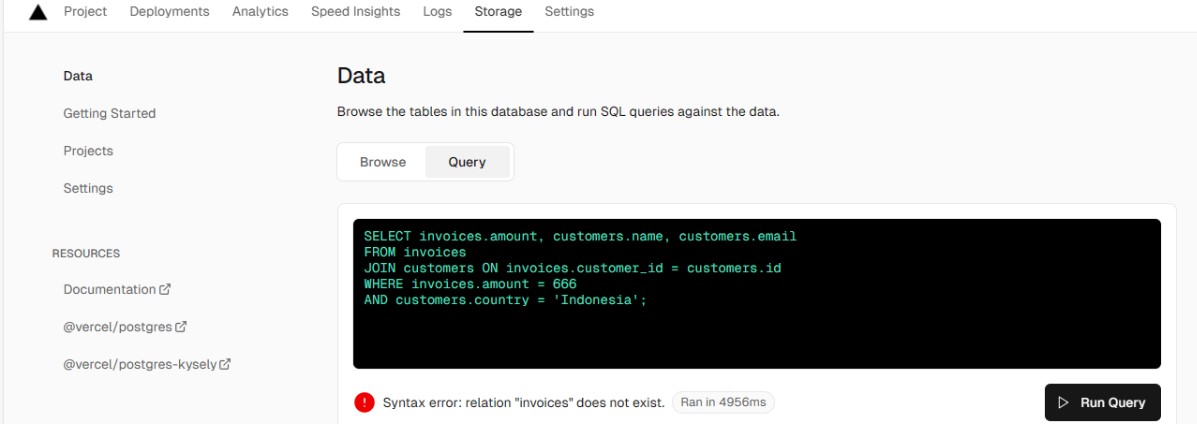 Project Deployments Analytics Speed Insights Logs Storage Settings
Data
Getting Started
Projects
Settings
RESOURCES
Documentation
@vercel/postgres
@vercel/postgres-kysely
Data
Browse the tables in this database and run SQL queries against the data.
Browse Query
SELECT invoices.amount, customers.name, customers.email
FROM invoices
JOIN customers ON invoices.customer_id = customers.id
WHERE invoices.amount = 666
AND customers.country = 'Indonesia';
Syntax error: relation "invoices" does not exist. Ran in 4956ms
Run Query